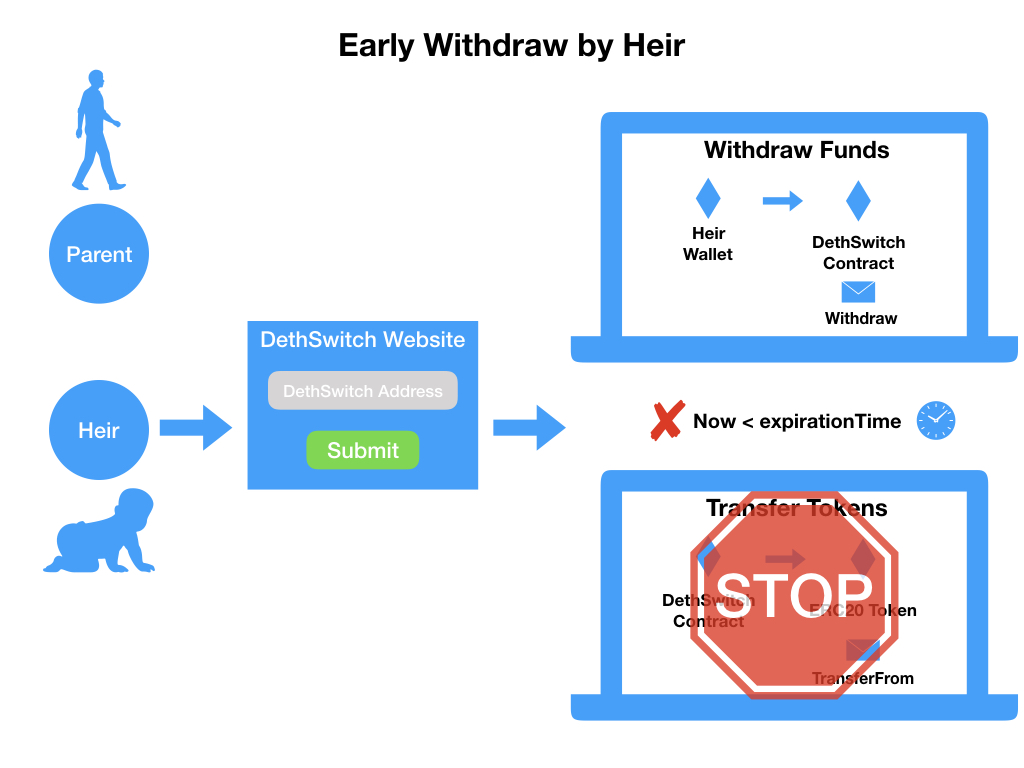 Early Withdraw by Heir
Parent
Heir
DethSwitch Website
DethSwitch Address
Submit
Withdraw Funds
Heir
Wallet
DethSwitch
Contract
Withdraw
Now < expirationTime
Transfer Tokens
STOP
DethSwitch
Contract
ERC20 Token
TransferFrom